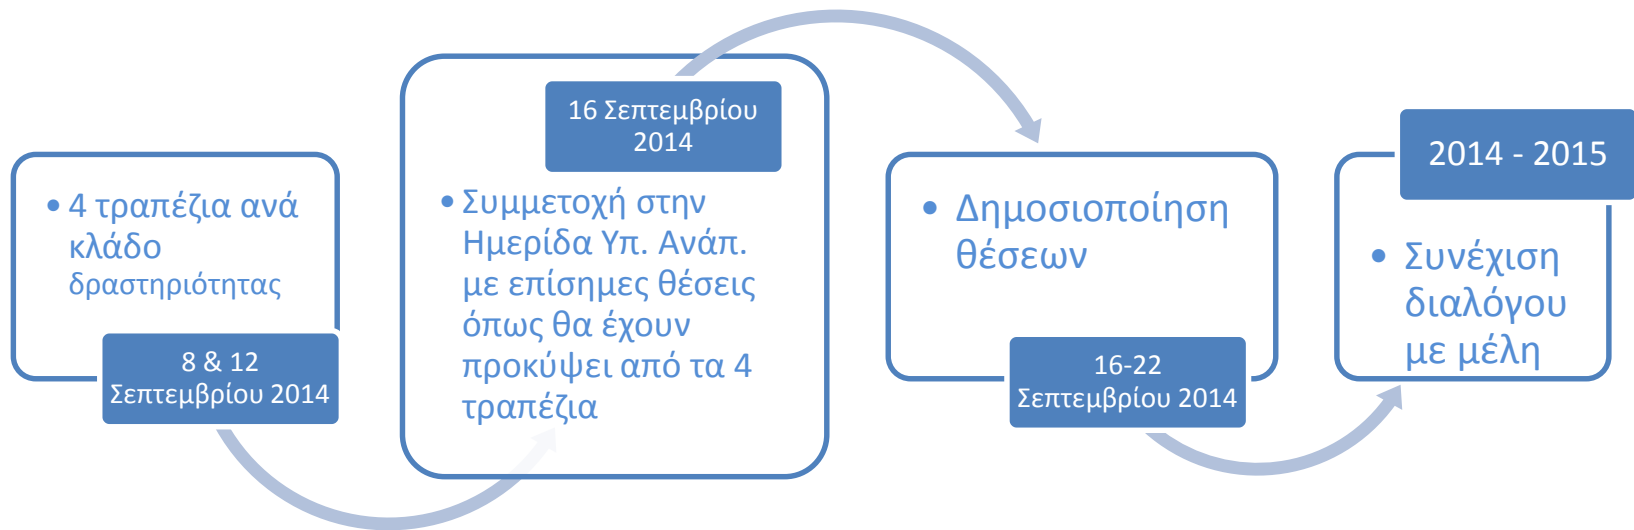 • 4 τραπέζια ανά
κλάδο
δραστηριότητας
8 & 12
Σεπτεμβρίου 2014
16 Σεπτεμβρίου
2014
• Συμμετοχή στην
Ημερίδα Υπ. Ανάπ.
με επίσημες θέσεις
όπως θα έχουν
προκύψει από τα 4
τραπέζια
• Δημοσιοποίηση
θέσεων
16-22
Σεπτεμβρίου 2014
2014 - 2015
• Συνέχιση
διαλόγου
με μέλη